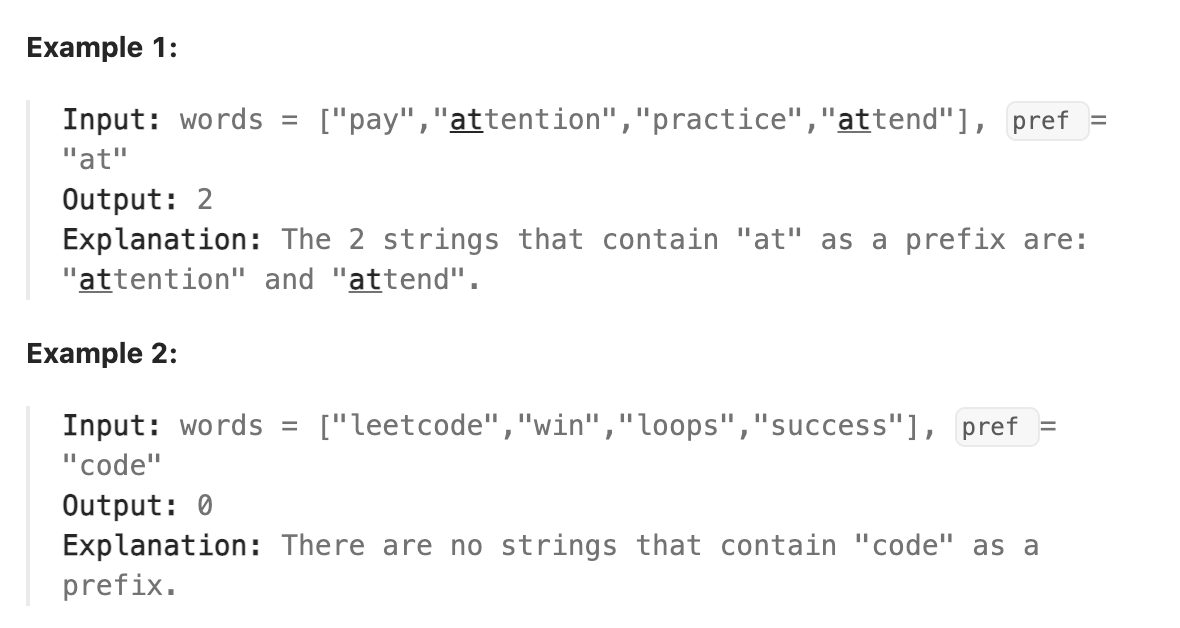 Example 1:
Input: words = ["pay","attention","practice","attend"], pref =
"at"
Output: 2
Explanation: The 2 strings that contain "at" as a prefix are:
"attention" and "attend".
Example 2:
Input: words = ["leetcode","win","loops","success"], pref =
"code"
Output: 0
Explanation: There are no strings that contain "code" as a
prefix.